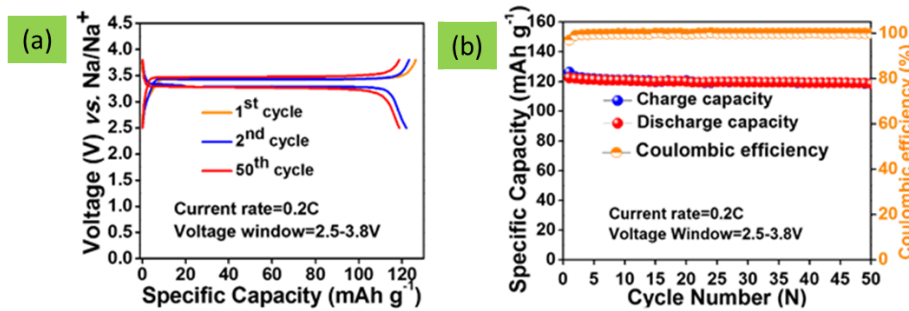 (a)
Voltage (V) vs. Na/Na+
4.5
4.0
3.5
3.0
2.5
2.0
1.5
1.0
0.5
0.0
1st cycle
2nd cycle
50th cycle
Current rate=0.2C
Voltage window=2.5-3.8V
0 20 40 60 80 100 120
Specific Capacity (mAh g-1)
(b)
Specific Capacity (mAh g-1)
160
140
120
100
80
60
40
20
0
Charge capacity
Discharge capacity
Coulombic efficiency
Current rate=0.2C
Voltage Window=2.5-3.8V
0 5 10 15 20 25 30 35 40 45 50
Cycle Number (N)
100
80
60
40
20
0
Coulombic efficiency (%)